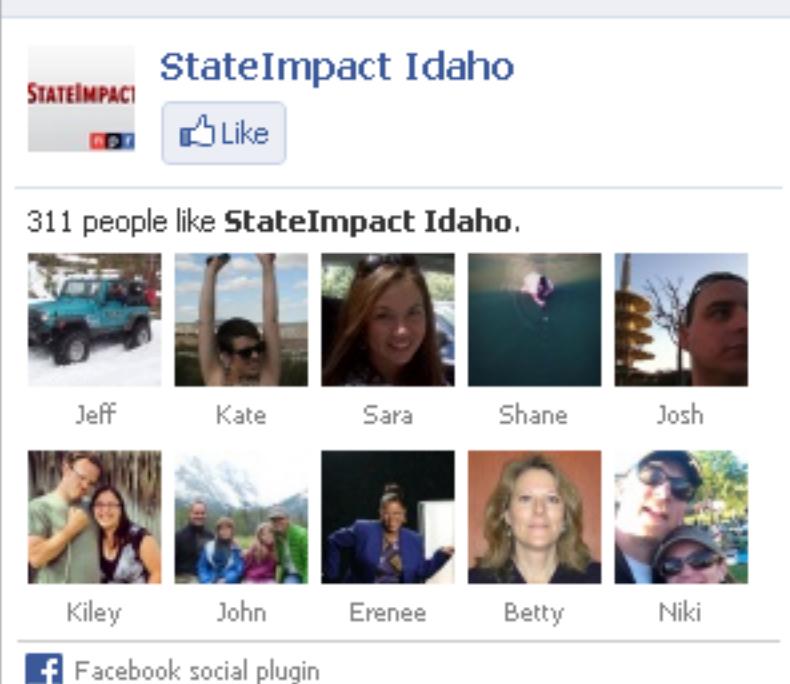 StateImpact Idaho
STATEIMPACT
npr
Like
311 people like StateImpact Idaho.
Jeff Kate Sara Shane Josh
Kiley John Erenee Betty Niki
f Facebook social plugin